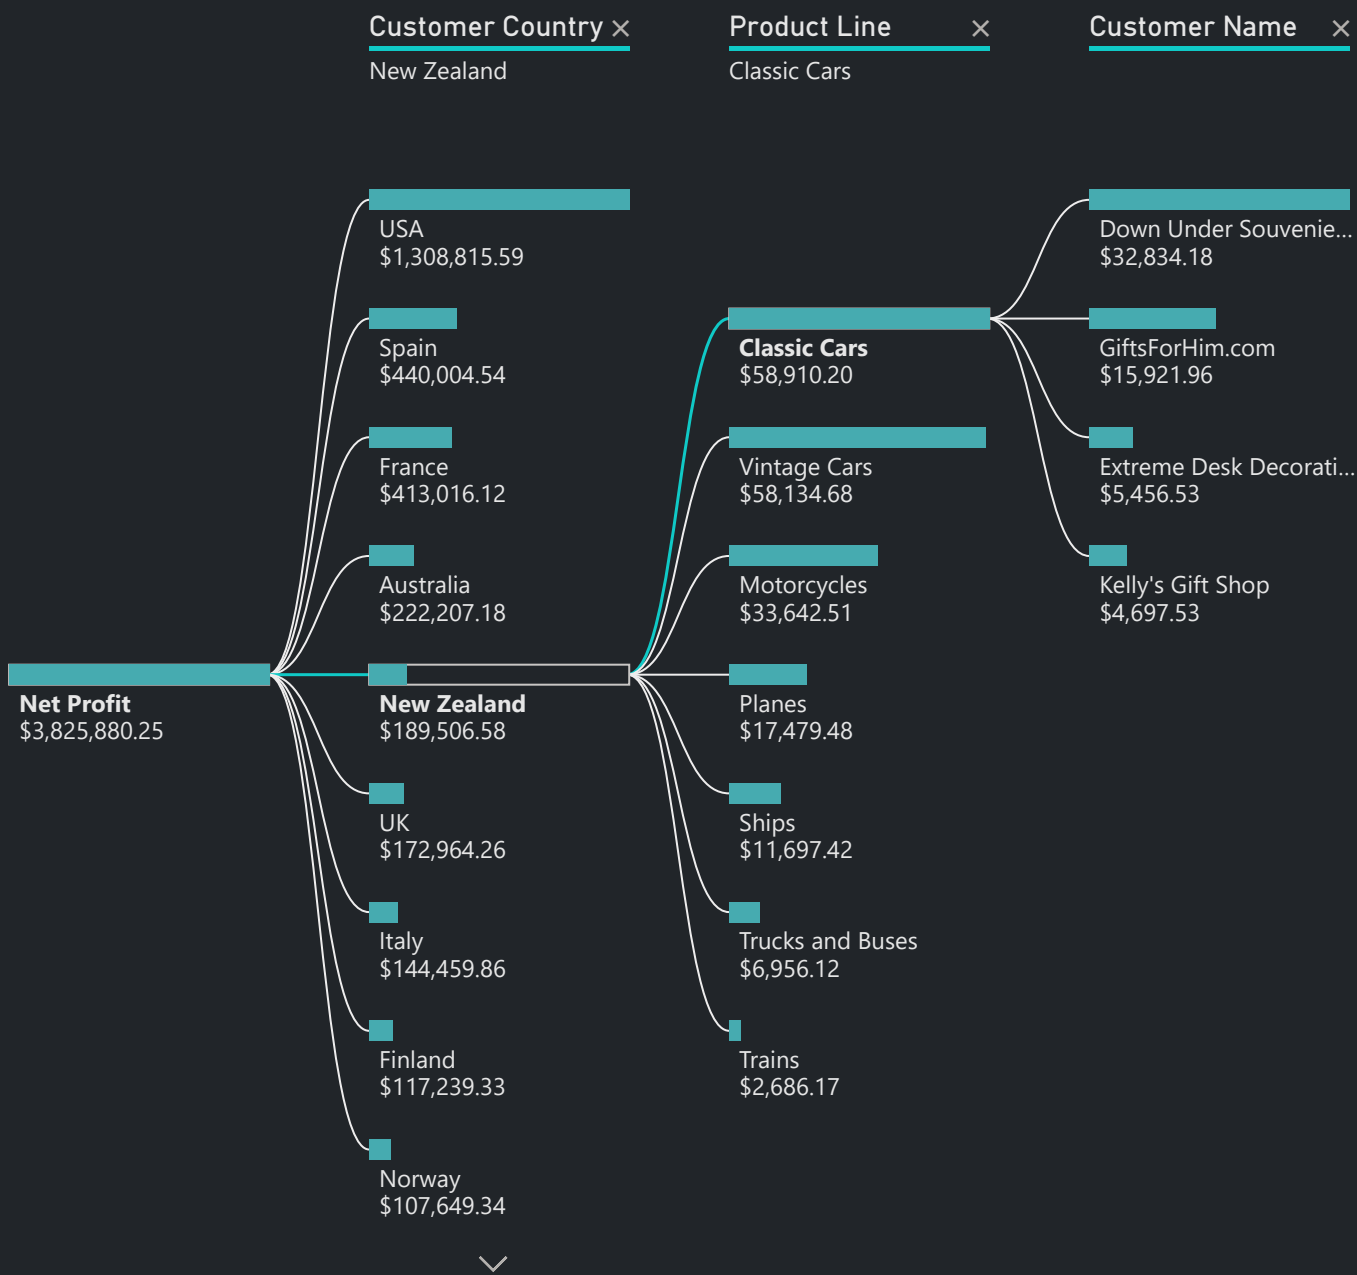 Customer Country
Product Line
Customer Name
New Zealand
Classic Cars
Net Profit
$3,825,880.25
USA
$1,308,815.59
Spain
$440,004.54
France
$413,016.12
Australia
$222,207.18
New Zealand
$189,506.58
UK
$172,964.26
Italy
$144,459.86
Finland
$117,239.33
Norway
$107,649.34
Classic Cars
$58,910.20
Vintage Cars
$58,134.68
Motorcycles
$33,642.51
Planes
$17,479.48
Ships
$11,697.42
Trucks and Buses
$6,956.12
Trains
$2,686.17
Down Under Souvenie...
$32,834.18
GiftsForHim.com
$15,921.96
Extreme Desk Decorati...
$5,456.53
Kelly's Gift Shop
$4,697.53